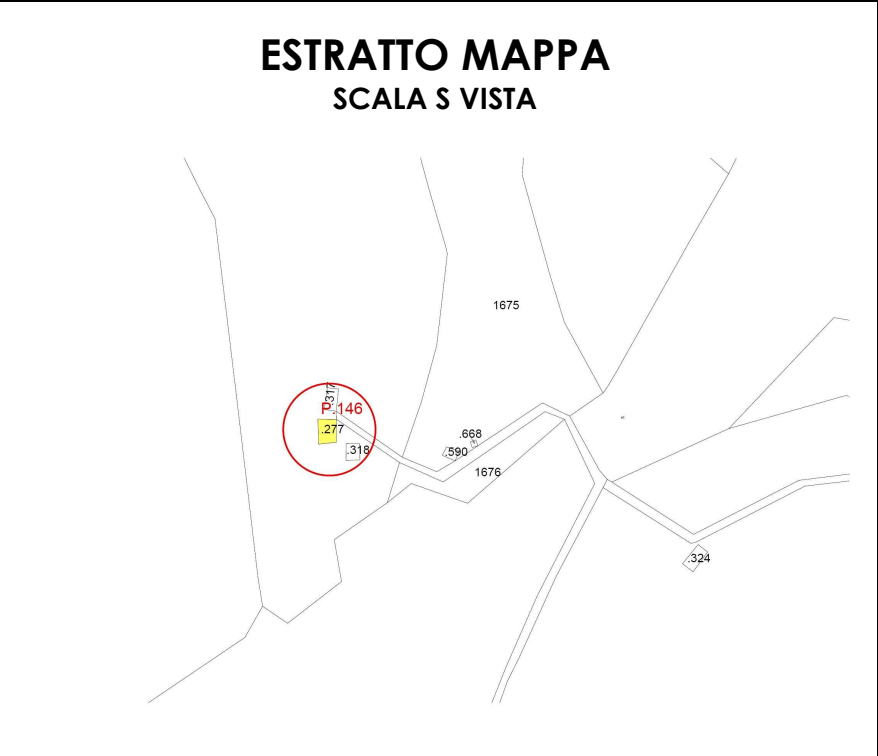 ESTRATTO MAPPA
SCALA S VISTA
1675
.317
P.146
.277
.318
.668
.590
1676
.324